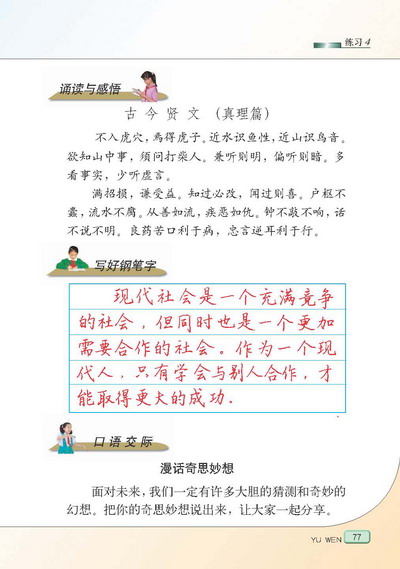 练习4
诵读与感悟
古今贤文 (真理篇)
不入虎穴，焉得虎子。近水识鱼性，近山识鸟音。
欲知山中事，须问打柴人。兼听则明，偏听则暗。多
看事实，少听虚言。
满招损，谦受益。知过必改，闻过则喜。户枢不
蠹，流水不腐。从善如流，疾恶如仇。钟不敲不响，话
不说不明。良药苦口利于病，忠言逆耳利于行。
写好钢笔字
现代社会是一个充满竞争
的社会，但同时也是一个更加
需要合作的社会。作为一个现
代人，只有学会与别人合作，才
能取得更大的成功.
口语交际
漫话奇思妙想
面对未来，我们一定有许多大胆的猜测和奇妙的
幻想。把你的奇思妙想说出来，让大家一起分享。
YU WEN 77